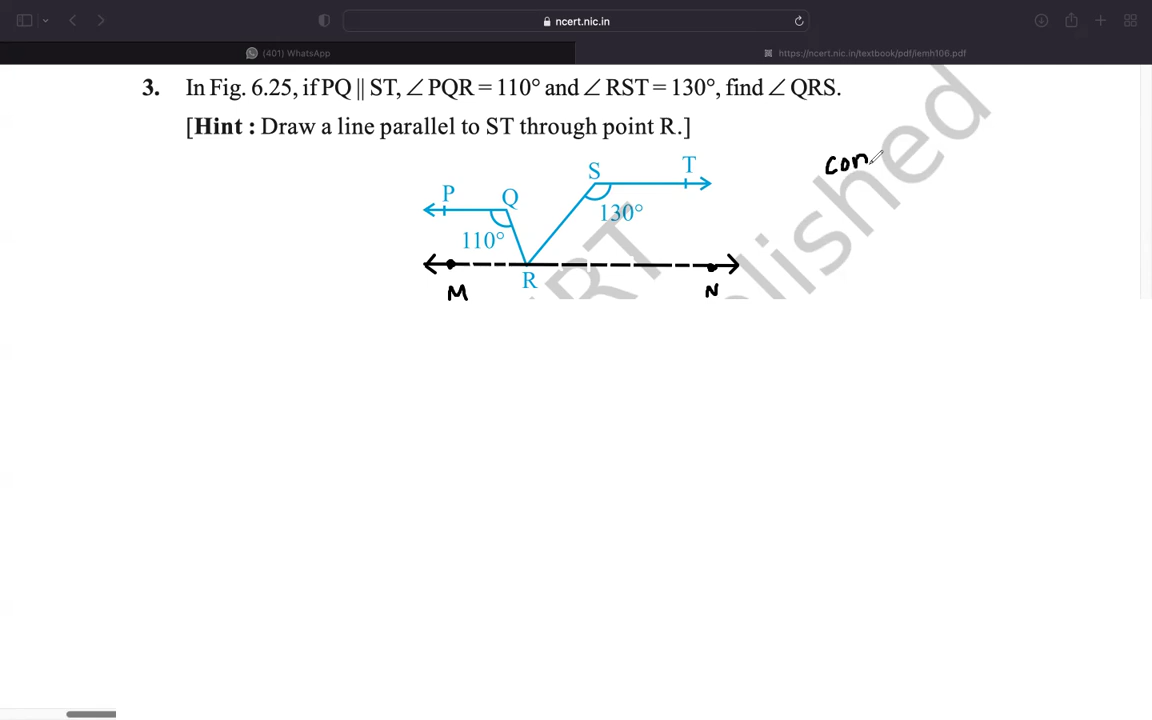 ncert.nic.in
(401) WhatsApp
https://ncert.nic.in/textbook/pdf/iemh106.pdf
3. In Fig. 6.25, if PQ || ST, ∠ PQR = 110° and ∠ RST = 130°, find ∠ QRS.
[Hint : Draw a line parallel to ST through point R.]
con
S T
P Q
130°
110°
R
M N